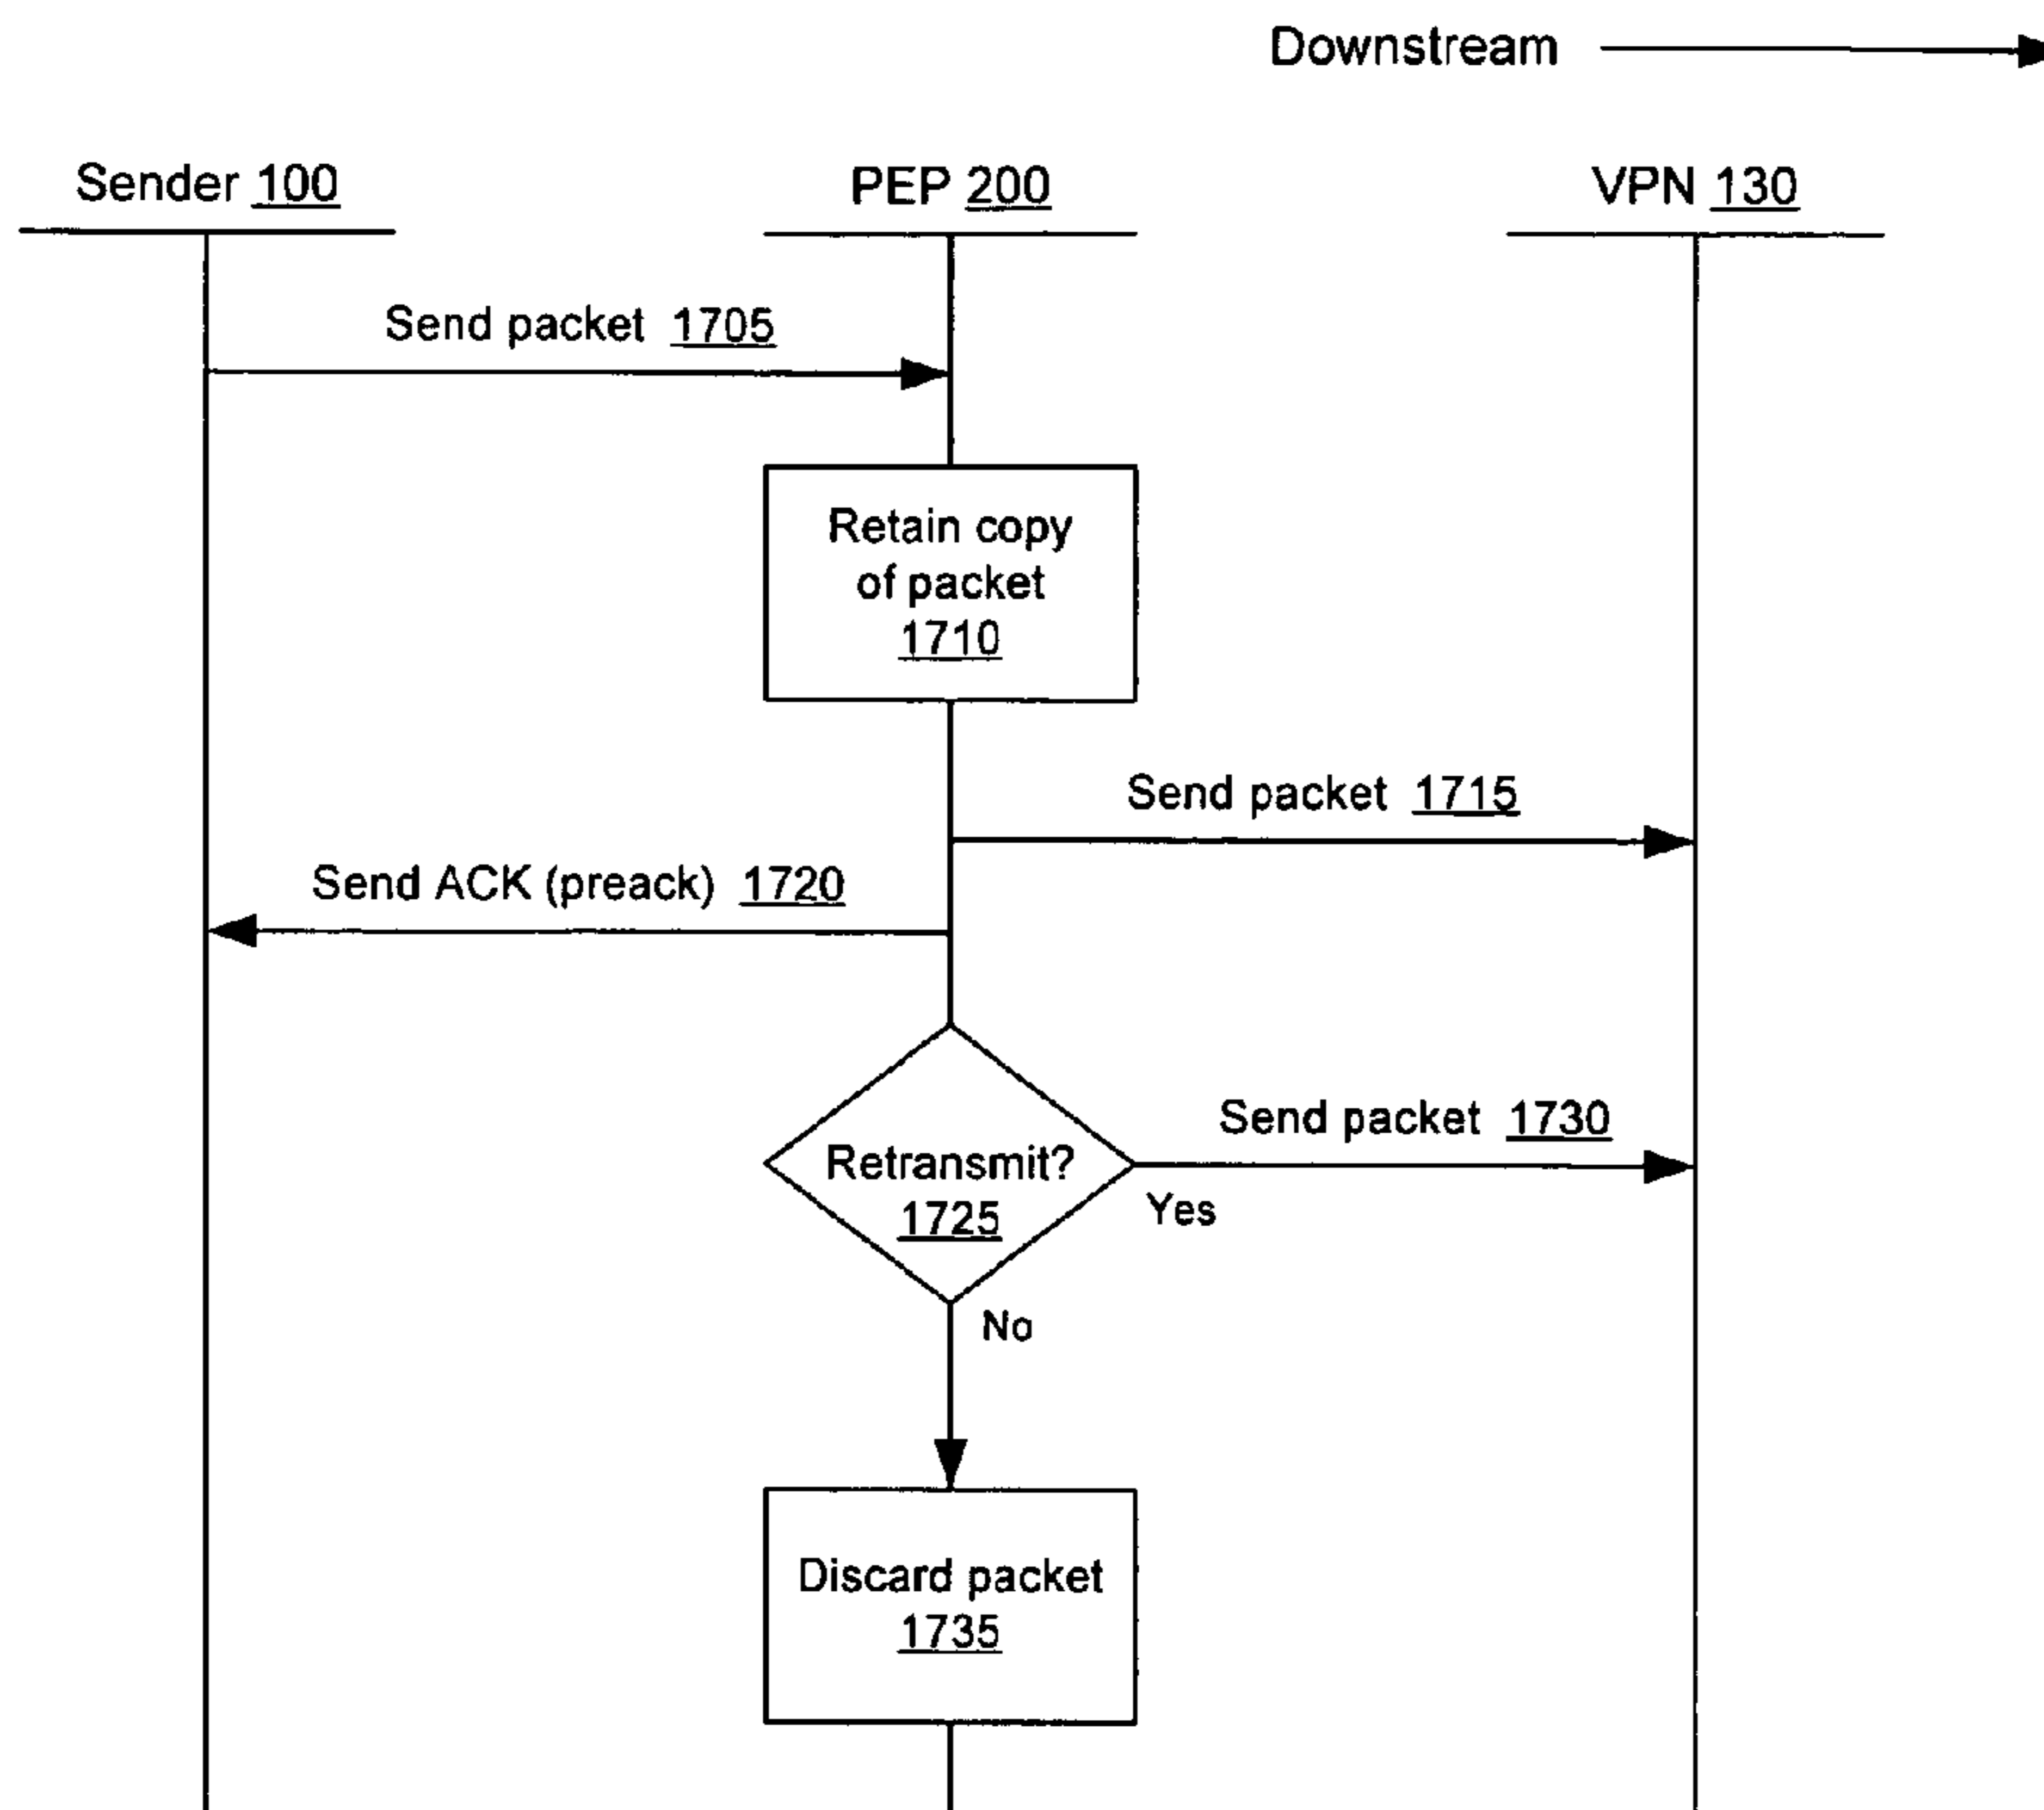 Downstream
Sender 100
PEP 200
VPN 130
Send packet 1705
Retain copy
of packet
1710
Send packet 1715
Send ACK (preack) 1720
Send packet 1730
Retransmit?
1725
Yes
No
Discard packet
1735